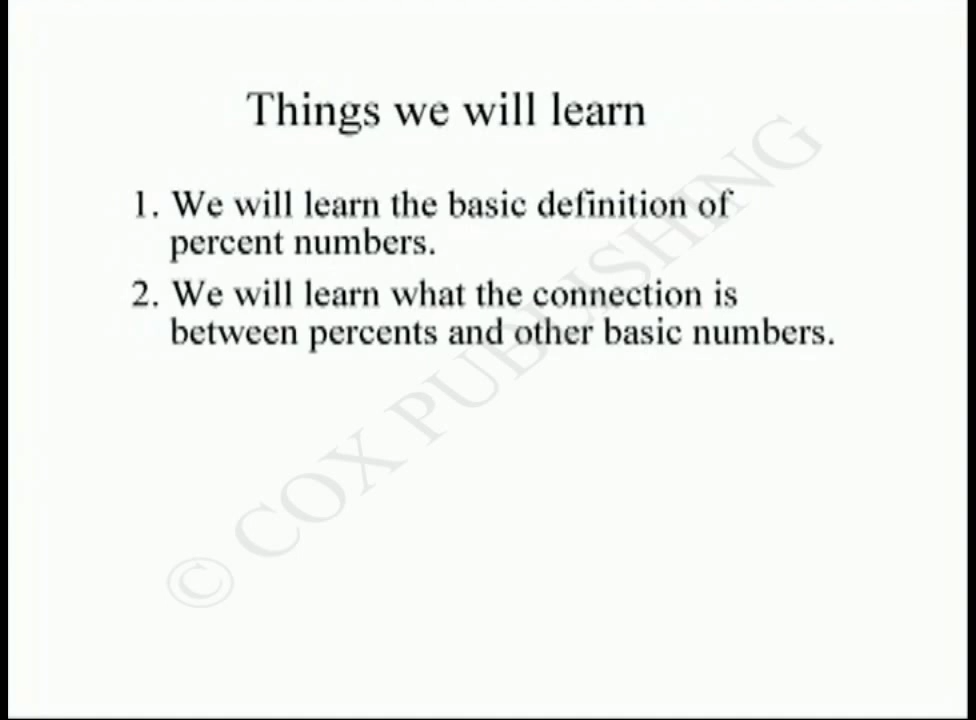 Things we will learn
1. We will learn the basic definition of
percent numbers.
2. We will learn what the connection is
between percents and other basic numbers.
© COX PUBLISHING